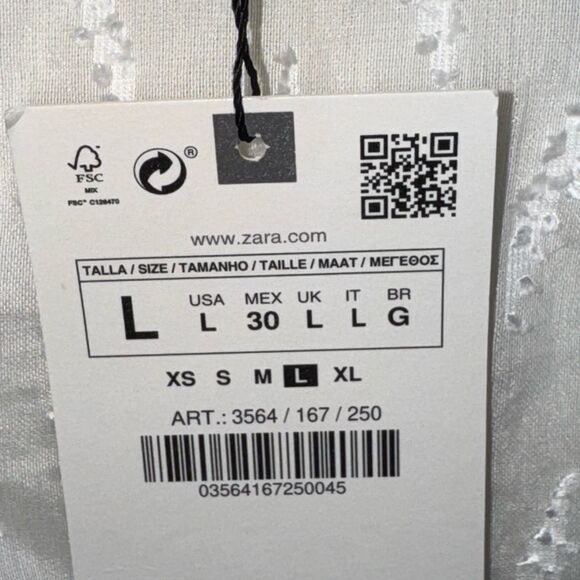 FSC
MIX
FSC® C128470
®
www.zara.com
TALLA / SIZE / TAMANHO / TAILLE / MAAT / ΜΕΓΕΘΟΣ
L
USA MEX UK IT BR
L 30 L L G
XS S M L XL
ART.: 3564 / 167 / 250
03564167250045